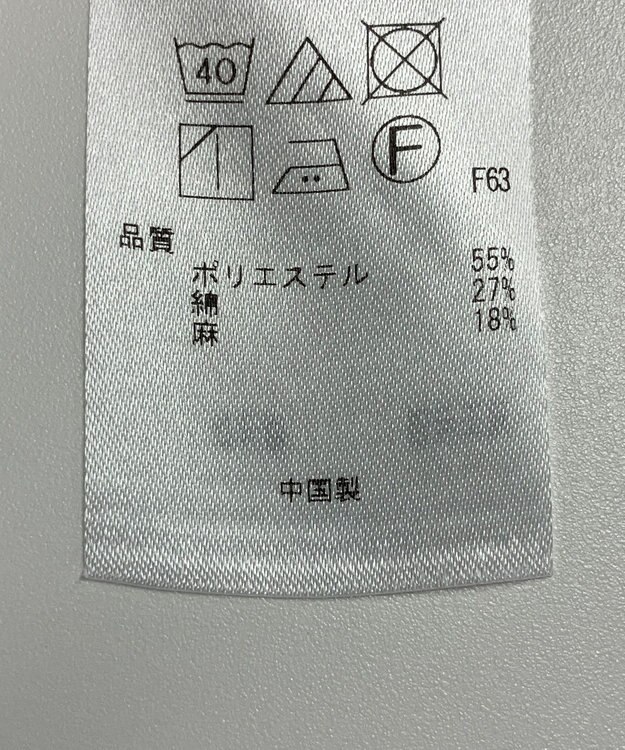 40
F
F63
品質
ポリエステル 55%
綿 27%
麻 18%
中国製